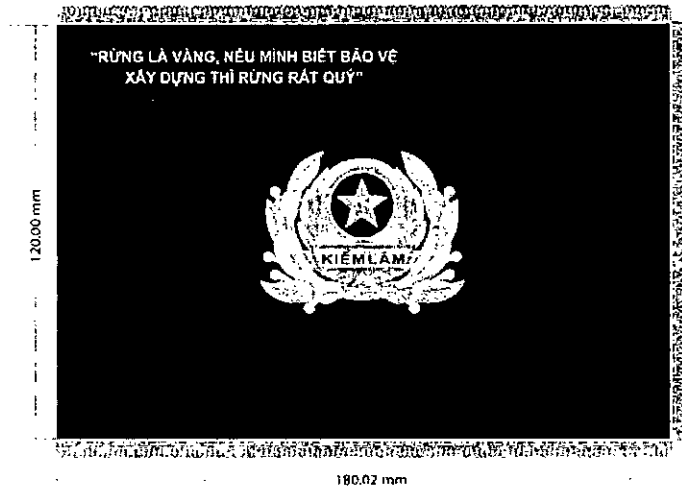 “RỪNG LÀ VÀNG, NẾU MÌNH BIẾT BẢO VỆ
XÂY DỰNG THÌ RỪNG RẤT QUÝ”
KIỂM LÂM
120.00 mm
180.02 mm